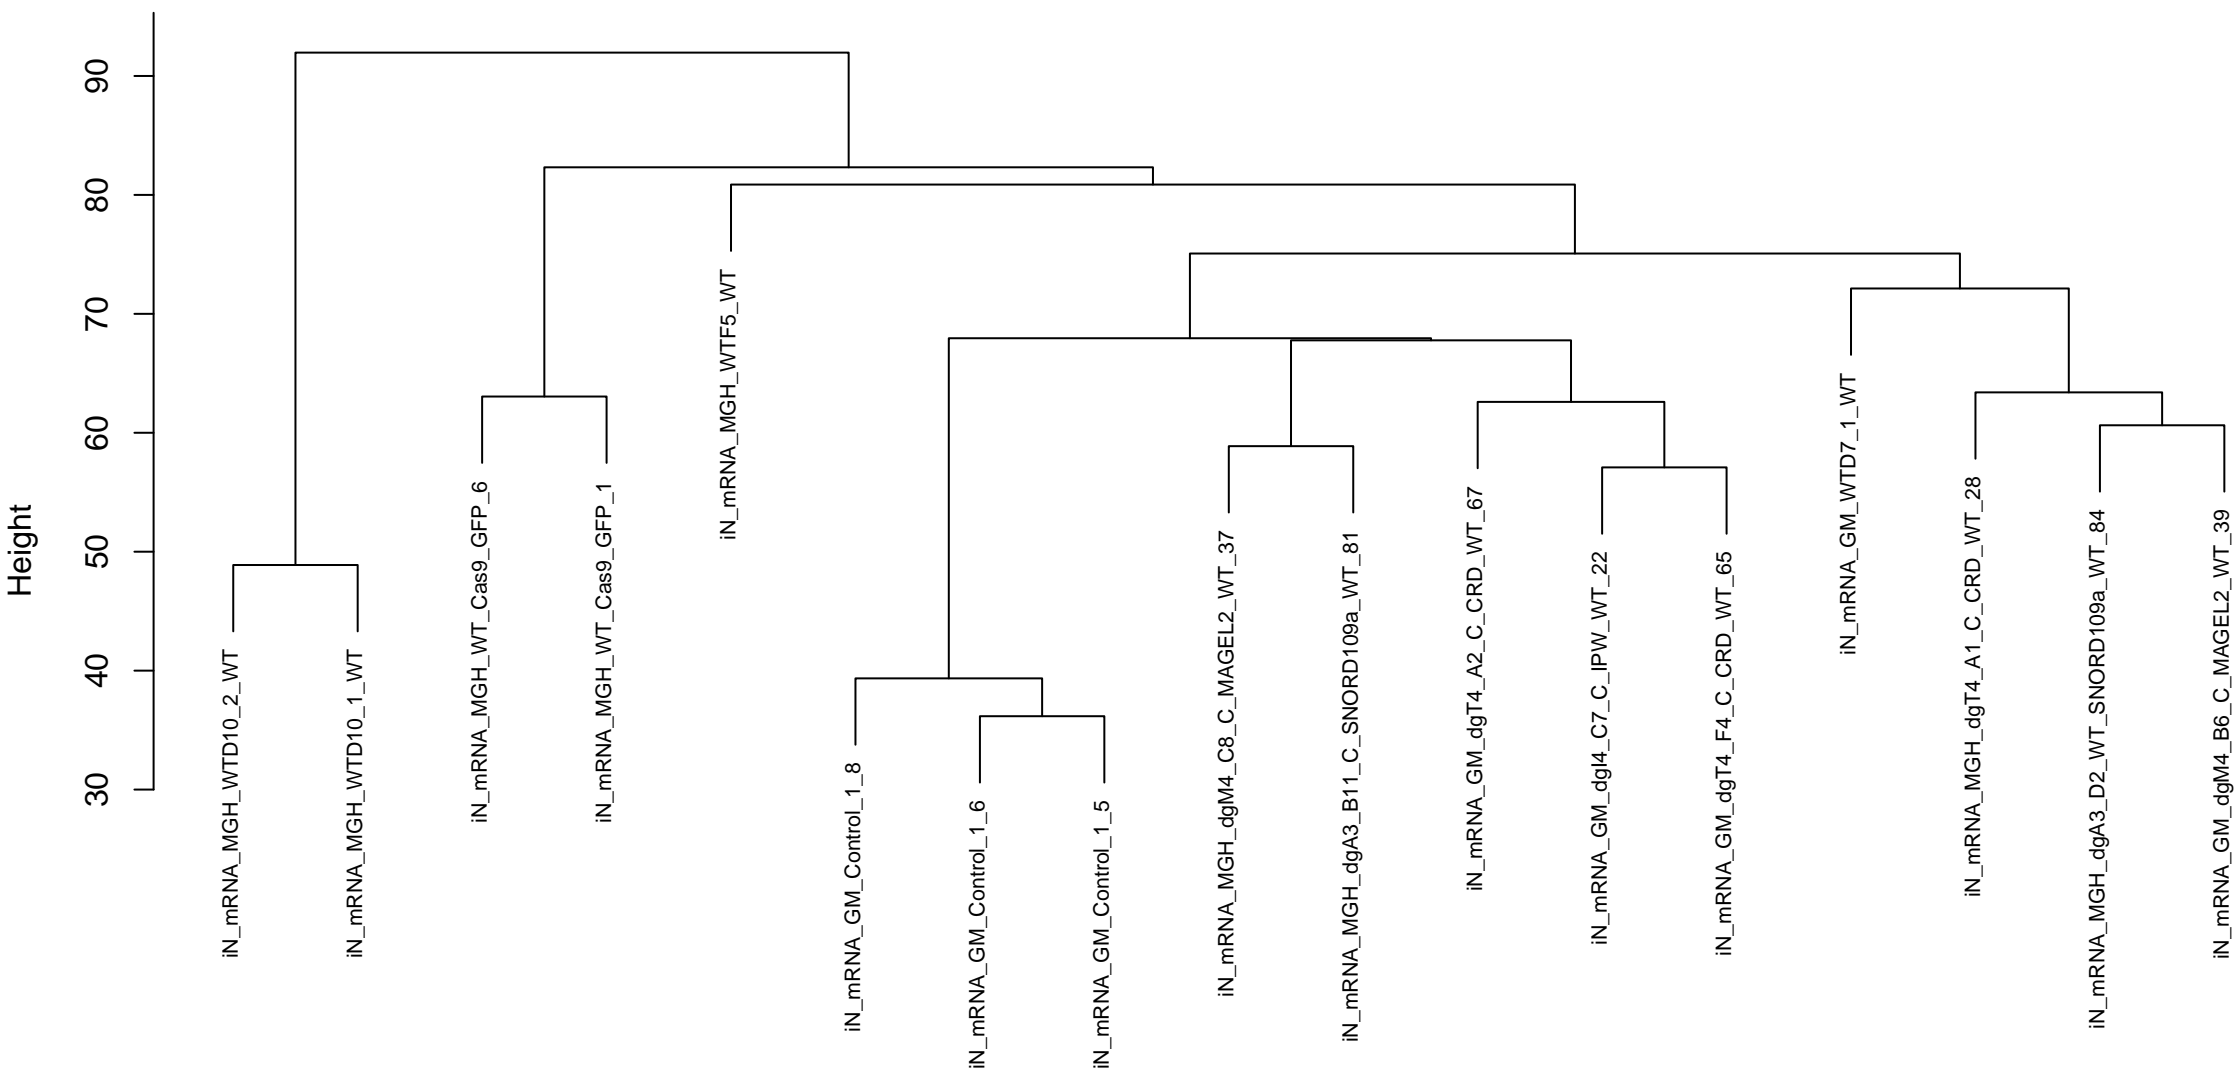 Height
90
80
70
60
50
40
30
iN_mRNA_MGH_WTD10_2_WT
iN_mRNA_MGH_WTD10_1_WT
iN_mRNA_MGH_WT_Cas9_GFP_6
iN_mRNA_MGH_WT_Cas9_GFP_1
iN_mRNA_MGH_WTF5_WT
iN_mRNA_GM_Control_1_8
iN_mRNA_GM_Control_1_6
iN_mRNA_GM_Control_1_5
iN_mRNA_MGH_dgM4_C8_C_MAGEL2_WT_37
iN_mRNA_MGH_dgA3_B11_C_SNORD109a_WT_81
iN_mRNA_GM_dgT4_A2_C_CRD_WT_67
iN_mRNA_GM_dgI4_C7_C_IPW_WT_22
iN_mRNA_GM_dgT4_F4_C_CRD_WT_65
iN_mRNA_GM_WTD7_1_WT
iN_mRNA_MGH_dgT4_A1_C_CRD_WT_28
iN_mRNA_MGH_dgA3_D2_WT_SNORD109a_WT_84
iN_mRNA_GM_dgM4_B6_C_MAGEL2_WT_39